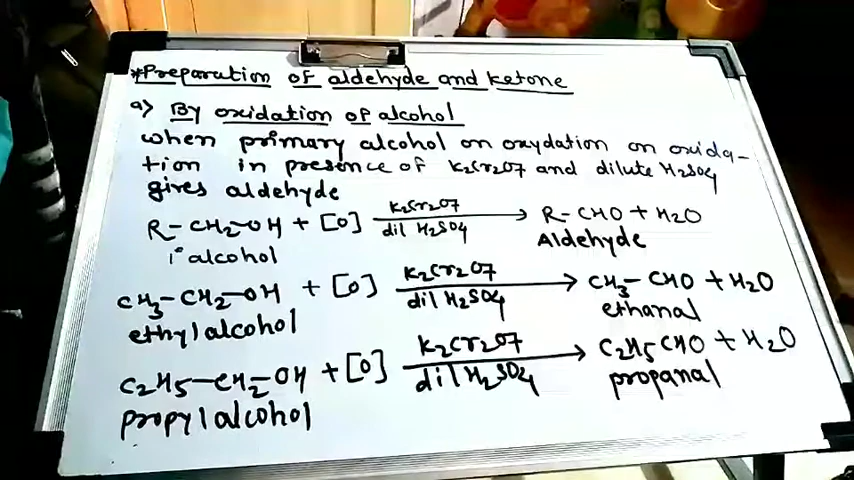 *Preparation of aldehyde and ketone
a) By oxidation of alcohol
when primary alcohol on oxydation on oxida-
tion in presence of K2Cr2O7 and dilute H2SO4
gives aldehyde
R-CH2-OH + [O] K2Cr2O7 dil H2SO4 → R-CHO + H2O
1° alcohol Aldehyde
CH3-CH2-OH + [O] K2Cr2O7 dil H2SO4 → CH3-CHO + H2O
ethyl alcohol ethanal
C2H5-CH2-OH + [O] K2Cr2O7 dil H2SO4 → C2H5CHO + H2O
propyl alcohol propanal